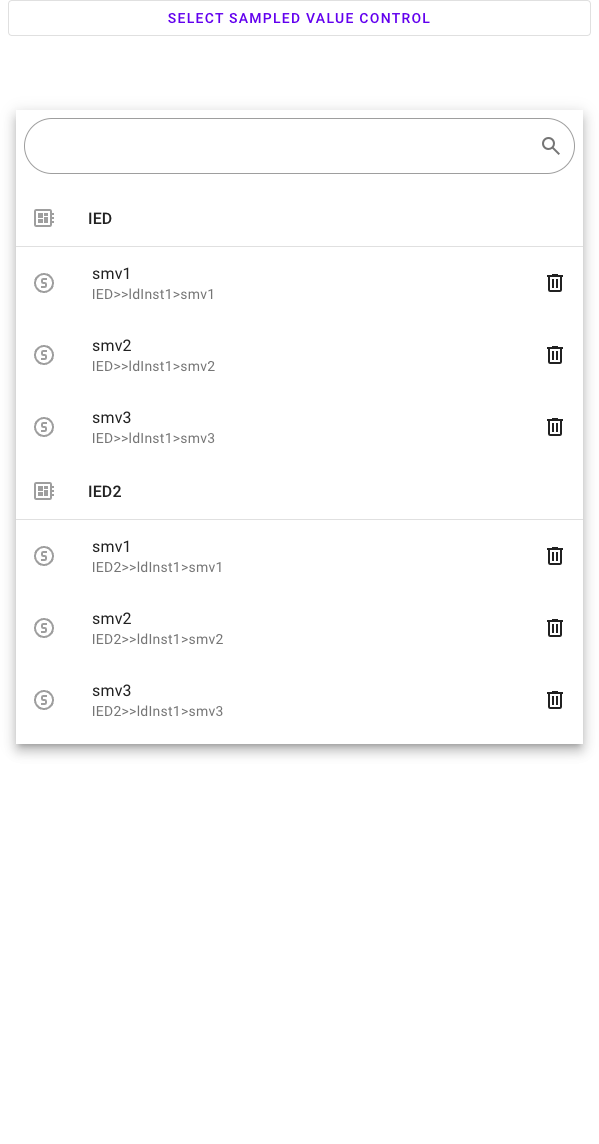 SELECT SAMPLED VALUE CONTROL
IED
smv1
IED>>ldInst1>smv1
smv2
IED>>ldInst1>smv2
smv3
IED>>ldInst1>smv3
IED2
smv1
IED2>>ldInst1>smv1
smv2
IED2>>ldInst1>smv2
smv3
IED2>>ldInst1>smv3